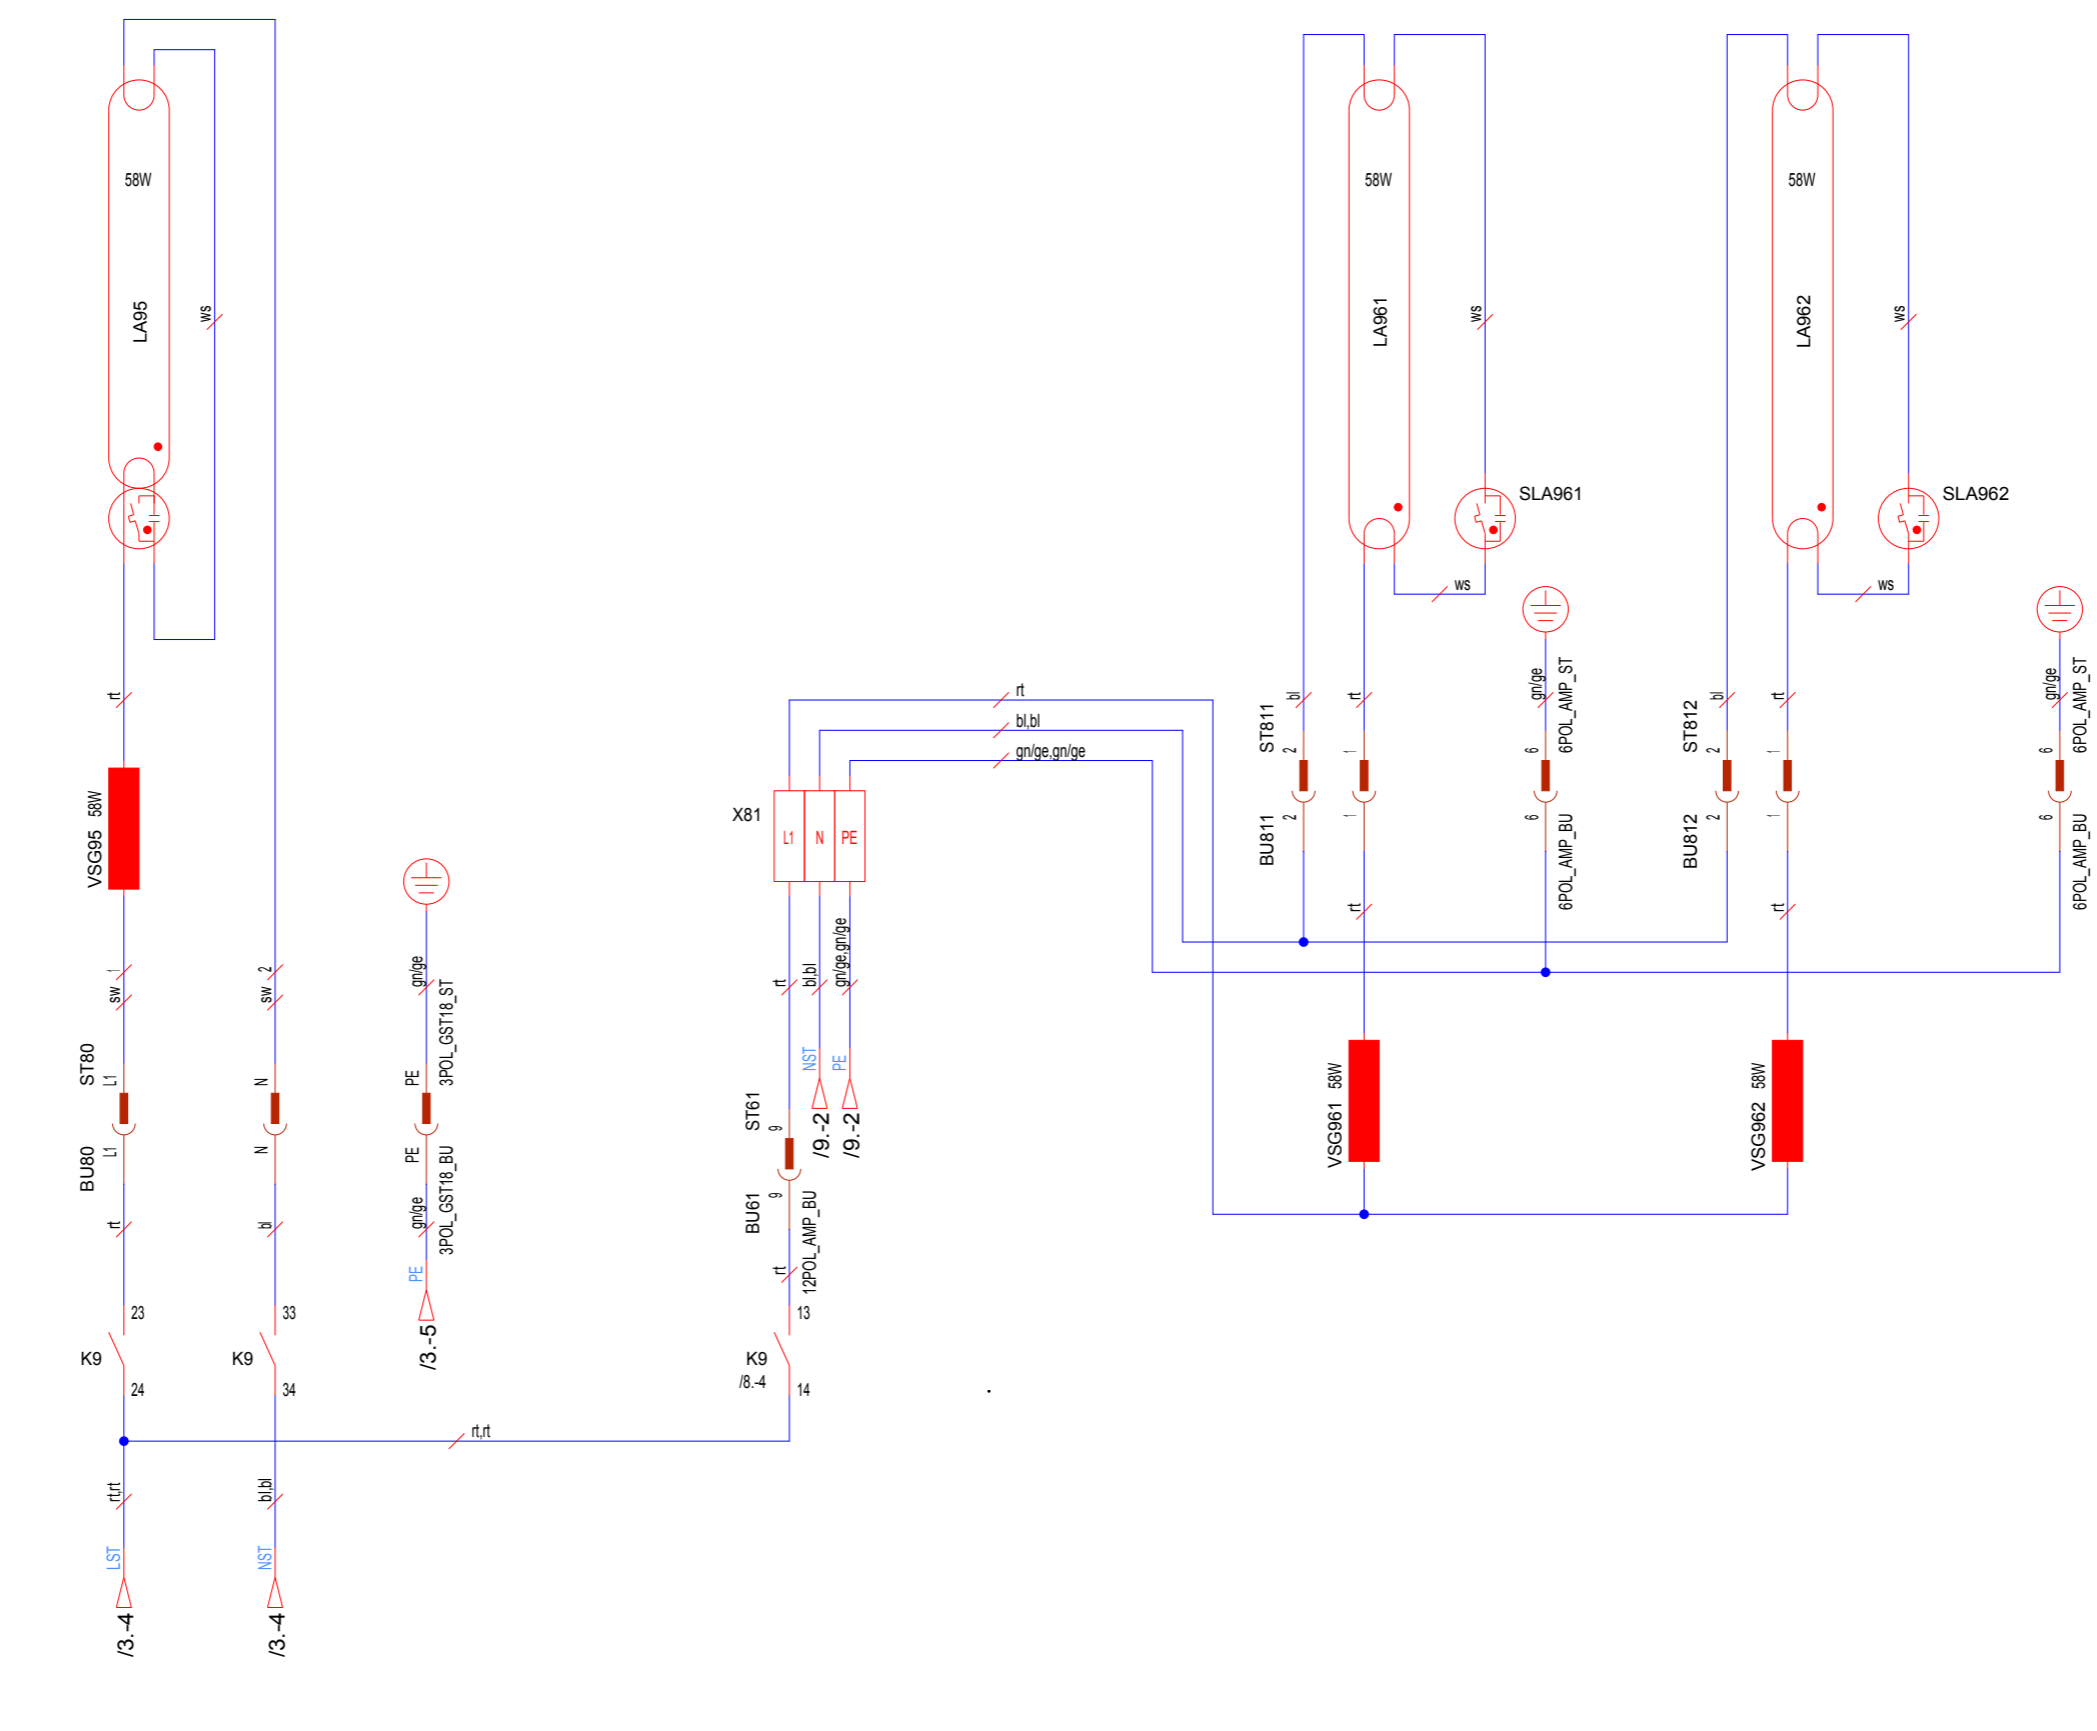 58W
LA95
ws
rt
VSG95 58W
1
sw
2
sw
ST80
L1
N
PE
gn/ge
3POL_GST18_ST
BU80
L1
N
PE
3POL_GST18_BU
rt
bl
gn/ge
PE
/3.-5
23
K9
24
33
K9
34
rt,rt
rt,rt
bl,bl
LST
NST
/3.-4
/3.-4
rt
bl,bl
gn/ge,gn/ge
X81
L1
N
PE
rt
bl,bl
gn/ge,gn/ge
NST
PE
/9.-2
/9.-2
ST61
9
BU61
9
12POL_AMP_BU
rt
13
K9
/8.-4
14
58W
LA961
ws
SLA961
ws
bl
rt
gn/ge
ST811
2
1
6
6POL_AMP_ST
BU811
2
1
6
6POL_AMP_BU
rt
VSG961 58W
58W
LA962
ws
SLA962
ws
bl
rt
gn/ge
ST812
2
1
6
6POL_AMP_ST
BU812
2
1
6
6POL_AMP_BU
rt
VSG962 58W